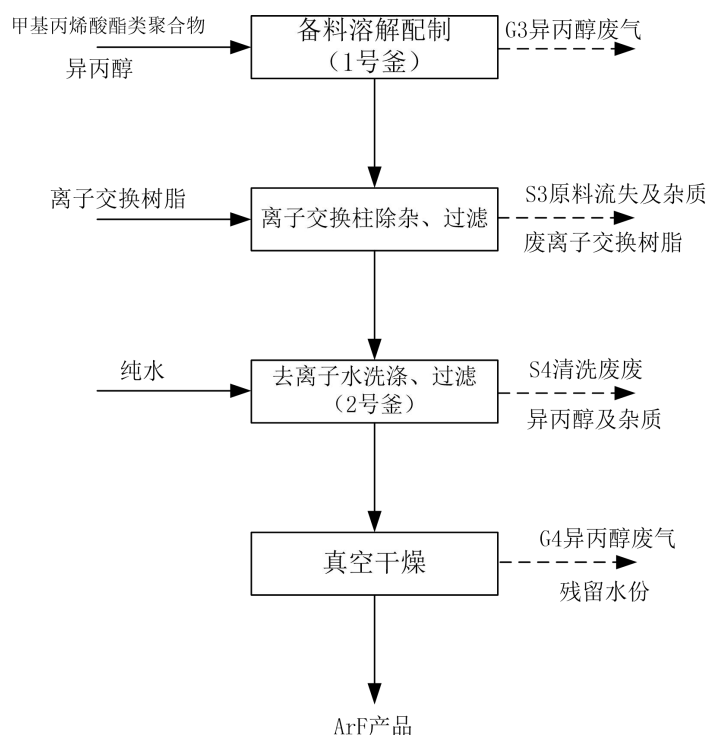 甲基丙烯酸酯类聚合物
异丙醇
备料溶解配制
（1号釜）
G3异丙醇废气
离子交换树脂
离子交换柱除杂、过滤
S3原料流失及杂质
废离子交换树脂
纯水
去离子水洗涤、过滤
（2号釜）
S4清洗废废
异丙醇及杂质
真空干燥
G4异丙醇废气
残留水份
ArF产品